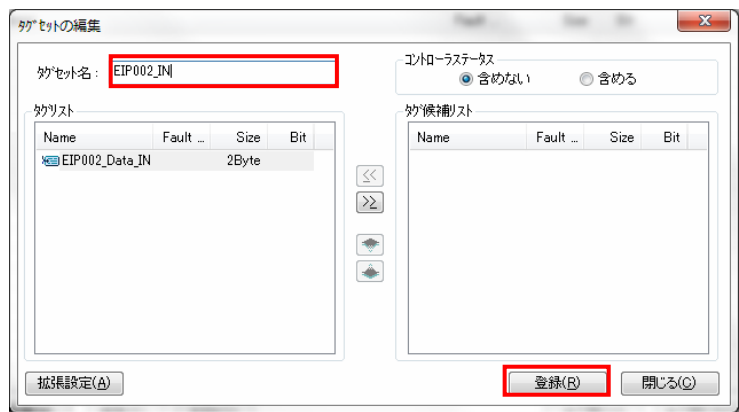 タグセットの編集
タグセット名 : EIP002_IN
コントローラステータス
含めない 含める
タグリスト
Name Fault ... Size Bit
EIP002_Data_IN 2Byte
タグ候補リスト
Name Fault ... Size Bit
<<
>>
拡張設定(A)
登録(R) 閉じる(C)